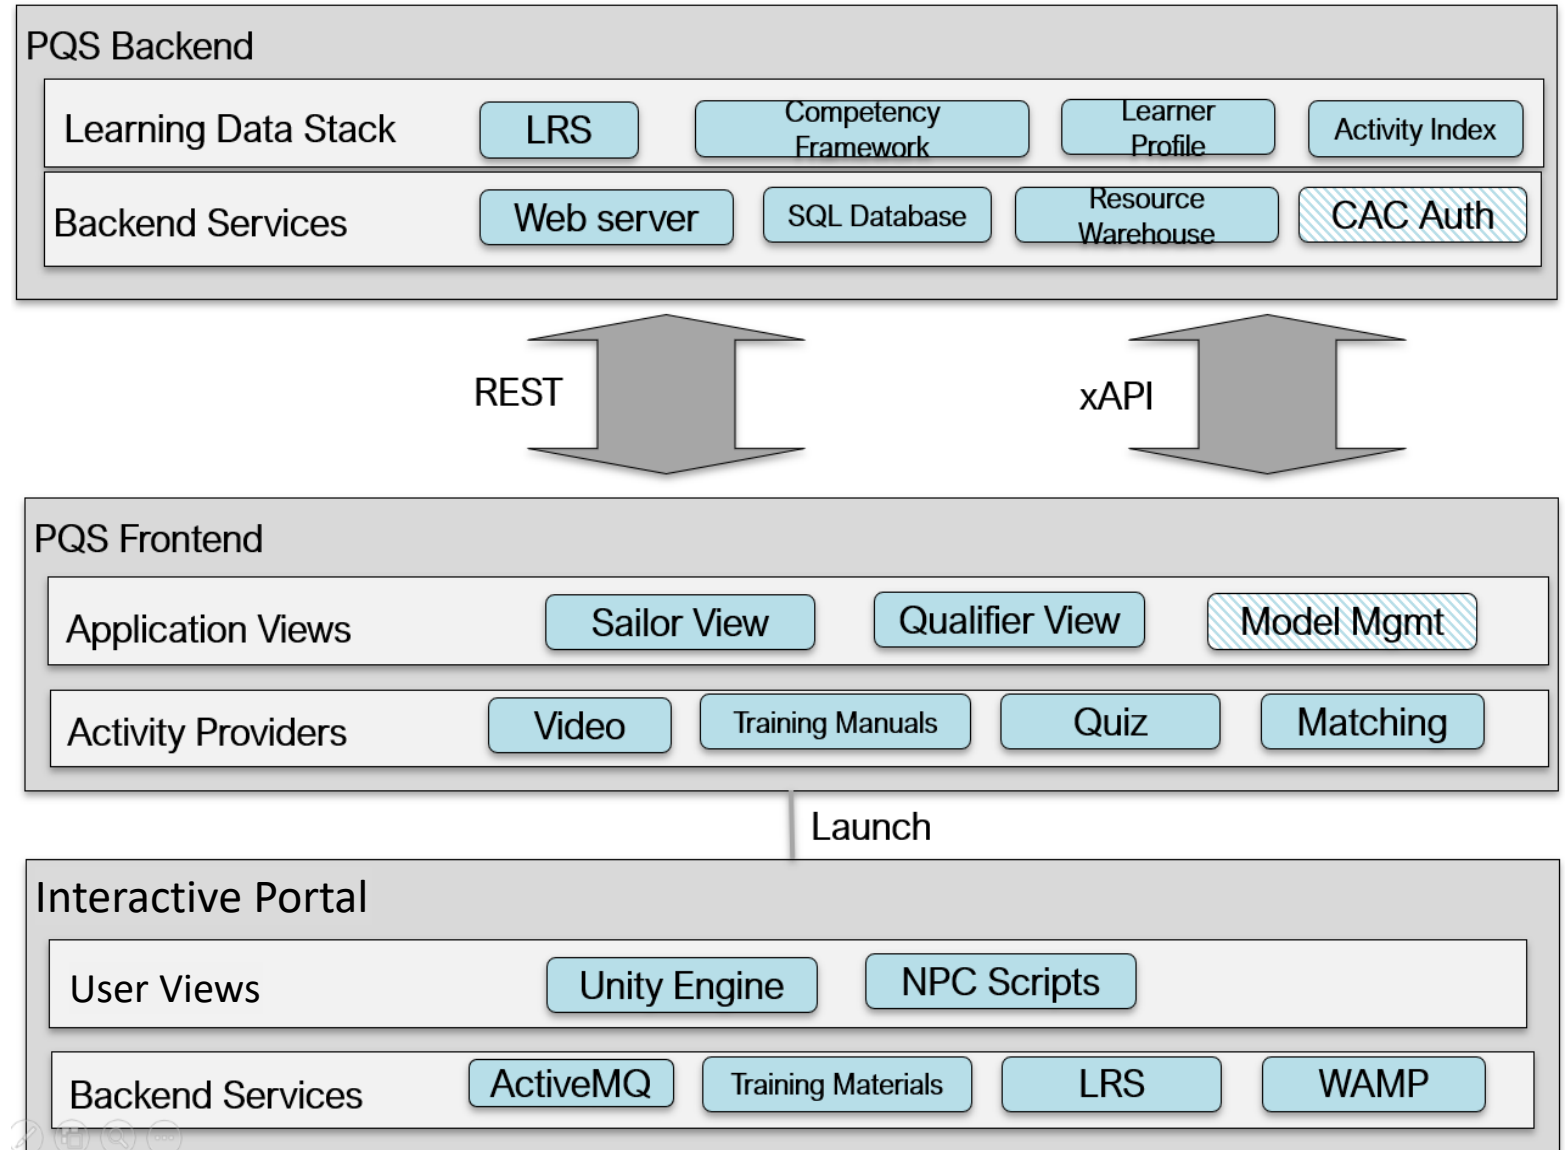 PQS Backend
Learning Data Stack
LRS
Competency
Framework
Learner
Profile
Activity Index
Backend Services
Web server
SQL Database
Resource
Warehouse
CAC Auth
REST
xAPI
PQS Frontend
Application Views
Sailor View
Qualifier View
Model Mgmt
Activity Providers
Video
Training Manuals
Quiz
Matching
Launch
Interactive Portal
User Views
Unity Engine
NPC Scripts
Backend Services
ActiveMQ
Training Materials
LRS
WAMP